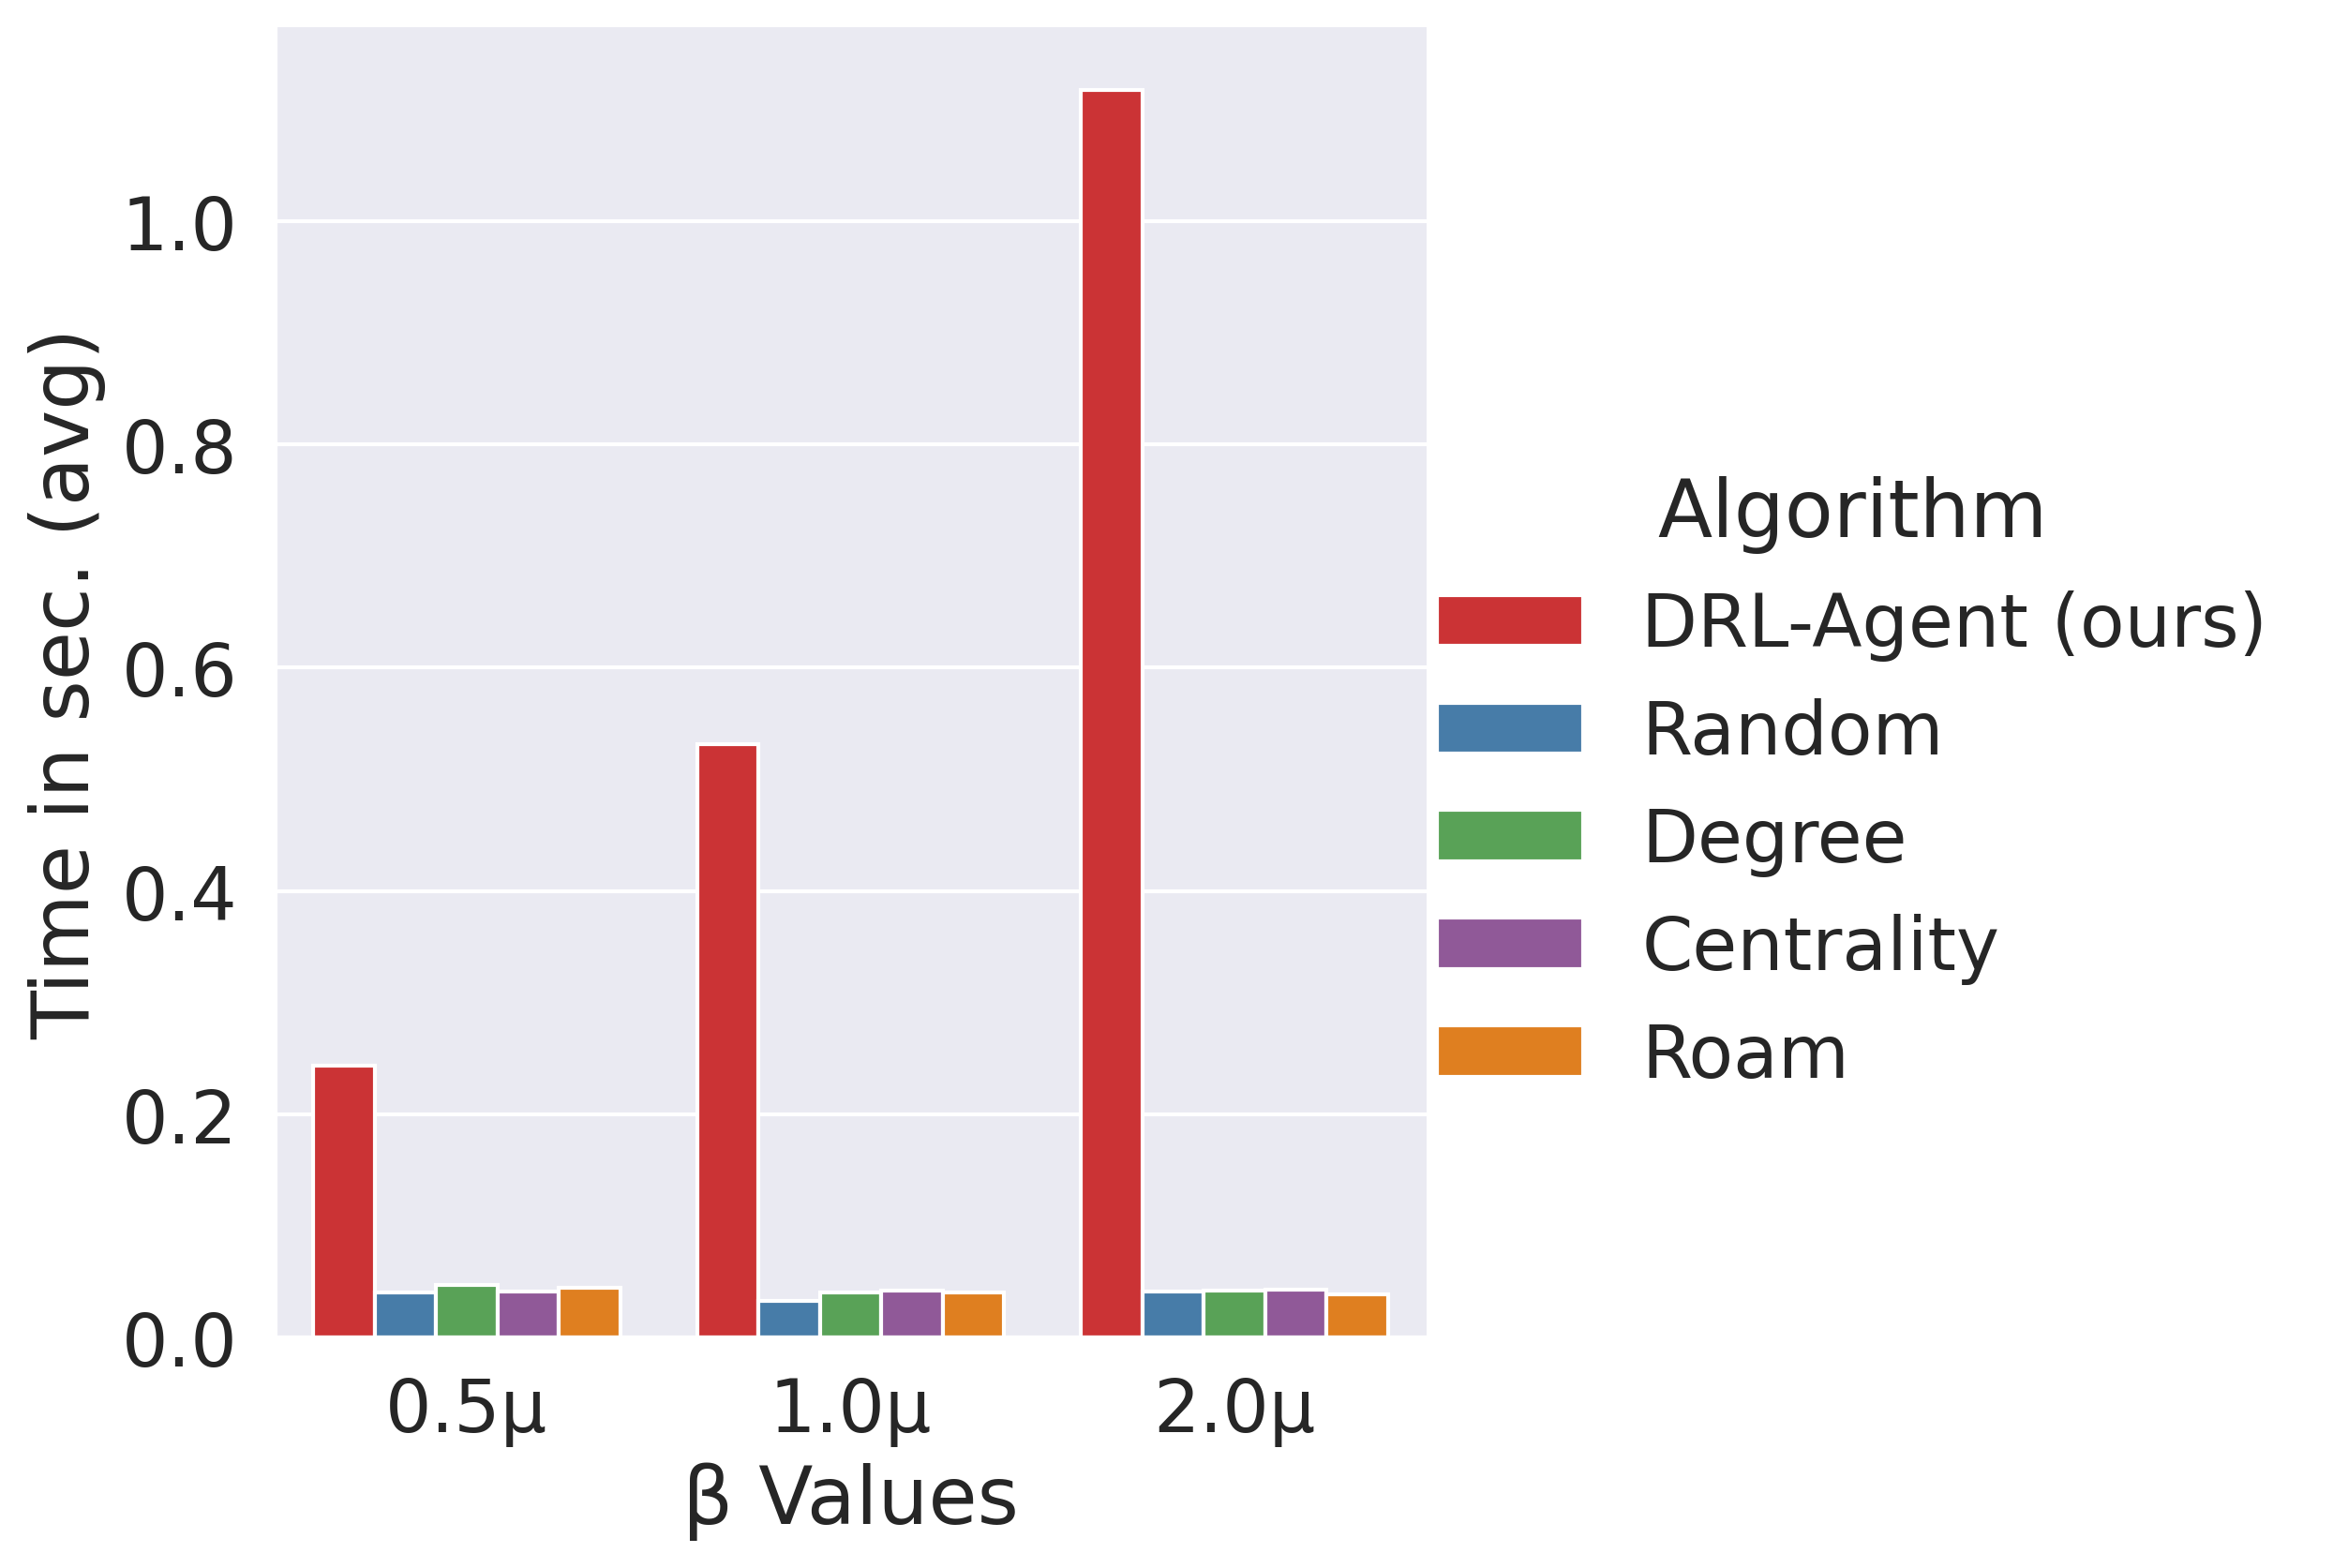 Time in sec. (avg)
1.0
0.8
0.6
0.4
0.2
0.0
0.5μ 1.0μ 2.0μ
β Values
Algorithm
DRL-Agent (ours)
Random
Degree
Centrality
Roam